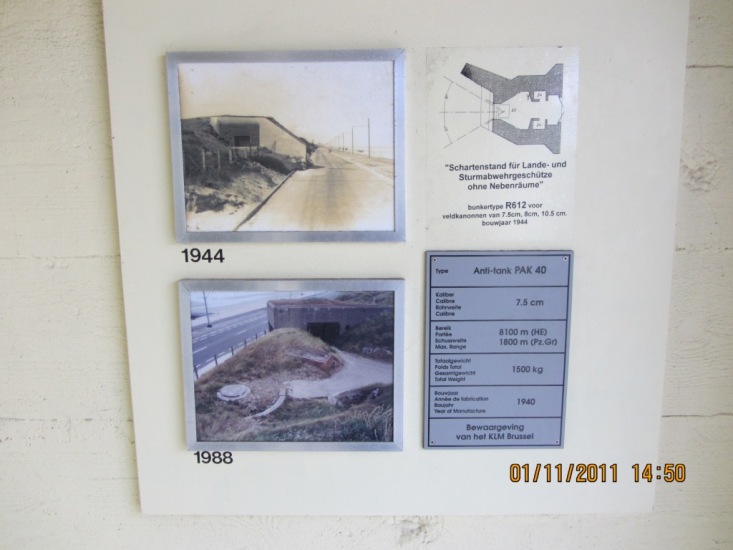 1944
"Schartenstand für Lande- und
Sturmabwehrgeschütze
ohne Nebenräume"
bunkertype R612 voor
veldkanonnen van 7.5cm, 8cm, 10.5 cm.
bouwjaar 1944
1988
Type Anti-tank PAK 40
Kaliber
Calibre
Rohrweite
Calibre
7.5 cm
Bereik
Portée
Schussweite
Max. Range
8100 m (HE)
1800 m (Pz.Gr)
Totaalgewicht
Poids Total
Gesamtgewicht
Total Weight
1500 kg
Bouwjaar
Année de fabrication
Baujahr
Year of Manufacture
1940
Bewaargeving
van het KLM Brussel
01/11/2011 14:50